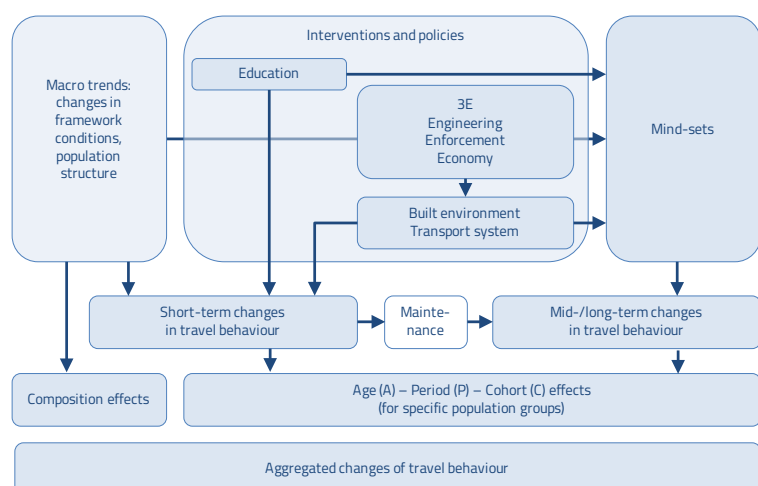 Interventions and policies
Macro trends:
changes in
framework
conditions,
population
structure
Education
3E
Engineering
Enforcement
Economy
Mind-sets
Built environment
Transport system
Short-term changes
in travel behaviour
Mainte-
nance
Mid-/long-term changes
in travel behaviour
Composition effects
Age (A) – Period (P) – Cohort (C) effects
(for specific population groups)
Aggregated changes of travel behaviour